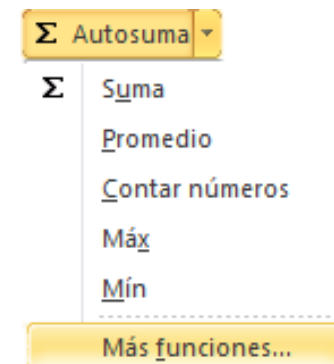 Σ Autosuma
Σ Suma
Promedio
Contar números
Máx
Mín
Más funciones...